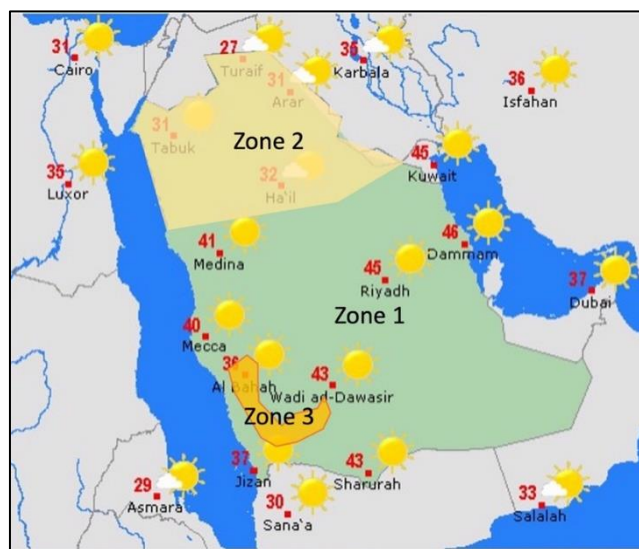 31
Cairo
27
Turaif
35
Karbala
36
Isfahan
31
Arar
31
Tabuk
Zone 2
35
Luxor
32
Ha'il
45
Kuwait
41
Medina
46
Dammam
45
Riyadh
37
Dubai
Zone 1
40
Mecca
36
Al Bahah
43
Wadi ad-Dawasir
Zone 3
37
Jizan
43
Sharurah
29
Asmara
30
Sana'a
33
Salalah